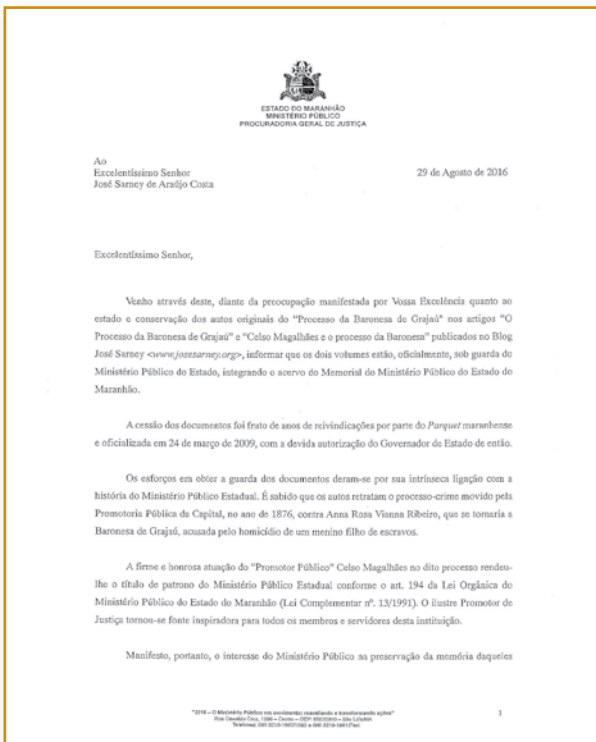 ESTADO DO MARANHÃO
MINISTÉRIO PÚBLICO
PROCURADORIA GERAL DE JUSTIÇA
Ao
Excelentíssimo Senhor
29 de Agosto de 2016
José Sarney de Araújo Costa
Excelentíssimo Senhor,
Venho através deste, diante da preocupação manifestada por Vossa Excelência quanto ao
estado e conservação dos autos originais do "Processo da Baronesa de Grajaú" nos artigos "O
Processo da Baronesa de Grajaú" e "Celso Magalhães e o processo da Baronesa" publicados no Blog
José Sarney <www.josesarney.org>, informar que os dois volumes estão, oficialmente, sob guarda do
Ministério Público do Estado, integrando o acervo do Memorial do Ministério Público do Estado do
Maranhão.
A cessão dos documentos foi fruto de anos de reivindicações por parte do Parquet maranhense
e oficializada em 24 de março de 2009, com a devida autorização do Governador de Estado de então.
Os esforços em obter a guarda dos documentos deram-se por sua intrínseca ligação com a
história do Ministério Público Estadual. É sabido que os autos retratam o processo-crime movido pela
Promotoria Pública da Capital, no ano de 1876, contra Anna Rosa Vianna Ribeiro, que se tornaria a
Baronesa de Grajaú, acusada pelo homicídio de um menino filho de escravos.
A firme e honrosa atuação do "Promotor Público" Celso Magalhães no dito processo rendeu-
lhe o título de patrono do Ministério Público Estadual conforme o art. 194 da Lei Orgânica do
Ministério Público do Estado do Maranhão (Lei Complementar nº. 13/1991). O ilustre Promotor de
Justiça tornou-se fonte inspiradora para todos os membros e servidores desta instituição.
Manifesto, portanto, o interesse do Ministério Público na preservação da memória daqueles
"2016 – O Ministério Público em movimento: reavaliando e transformando ações"
1